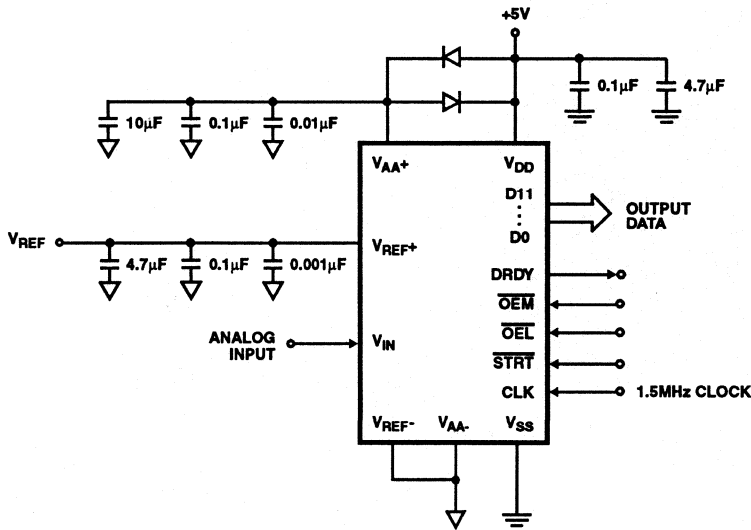 +5V
0.1μF
4.7μF
10μF
0.1μF
0.01μF
VAA+
VDD
D11
D0
OUTPUT
DATA
VREF
VREF+
4.7μF
0.1μF
0.001μF
DRDY
OEM
OEL
ANALOG
INPUT
VIN
STRT
CLK
1.5MHz CLOCK
VREF-
VAA-
VSS